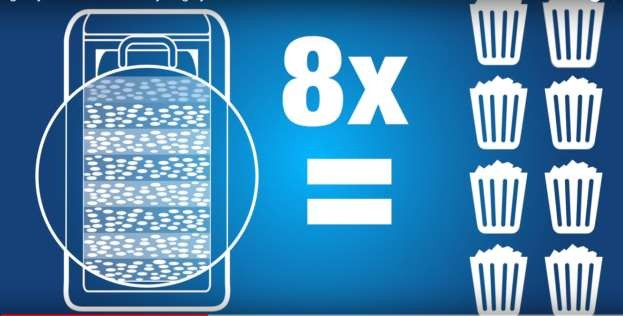 8x
=